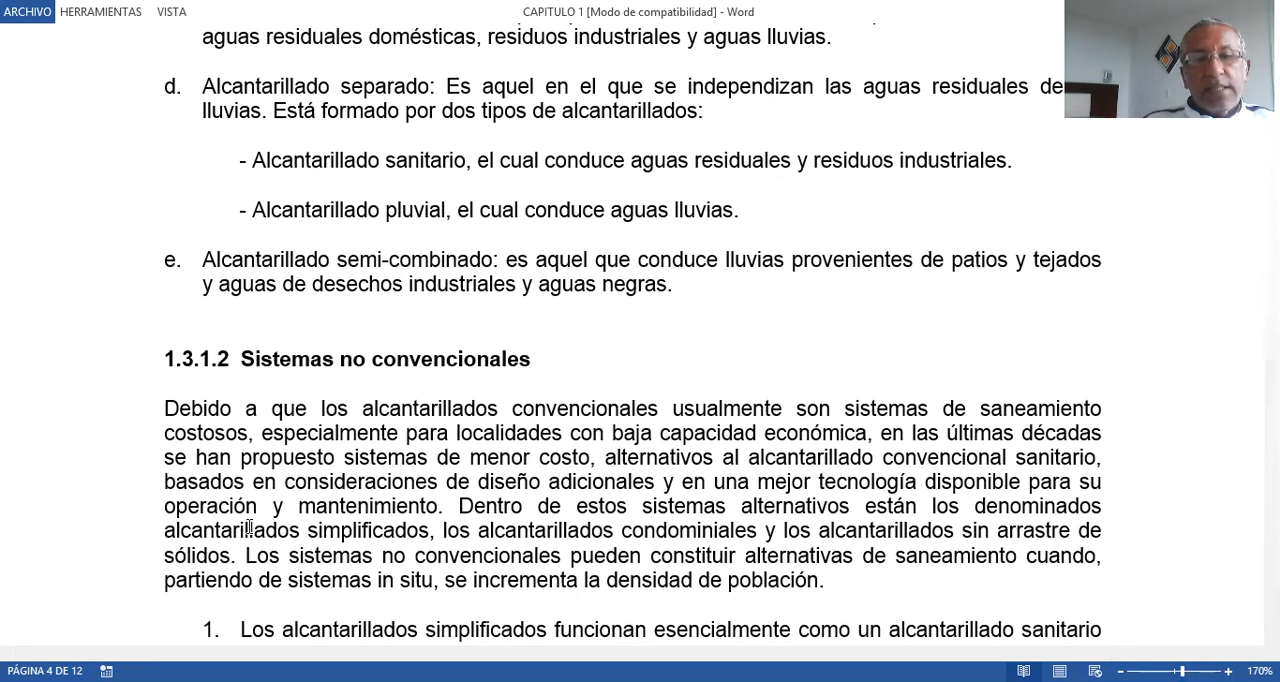 ARCHIVO HERRAMIENTAS VISTA CAPITULO 1 [Modo de compatibilidad] - Word
aguas residuales domésticas, residuos industriales y aguas lluvias.
d. Alcantarillado separado: Es aquel en el que se independizan las aguas residuales de
lluvias. Está formado por dos tipos de alcantarillados:
- Alcantarillado sanitario, el cual conduce aguas residuales y residuos industriales.
- Alcantarillado pluvial, el cual conduce aguas lluvias.
e. Alcantarillado semi-combinado: es aquel que conduce lluvias provenientes de patios y tejados
y aguas de desechos industriales y aguas negras.
1.3.1.2 Sistemas no convencionales
Debido a que los alcantarillados convencionales usualmente son sistemas de saneamiento
costosos, especialmente para localidades con baja capacidad económica, en las últimas décadas
se han propuesto sistemas de menor costo, alternativos al alcantarillado convencional sanitario,
basados en consideraciones de diseño adicionales y en una mejor tecnología disponible para su
operación y mantenimiento. Dentro de estos sistemas alternativos están los denominados
alcantarillados simplificados, los alcantarillados condominiales y los alcantarillados sin arrastre de
sólidos. Los sistemas no convencionales pueden constituir alternativas de saneamiento cuando,
partiendo de sistemas in situ, se incrementa la densidad de población.
1. Los alcantarillados simplificados funcionan esencialmente como un alcantarillado sanitario
PÁGINA 4 DE 12 170%